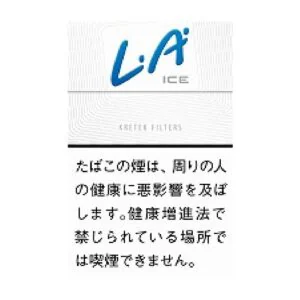 L.A
ICE
KRETEK FILTERS
たばこの煙は、周りの人
の健康に悪影響を及ぼ
します。健康増進法で
禁じられている場所で
は喫煙できません。